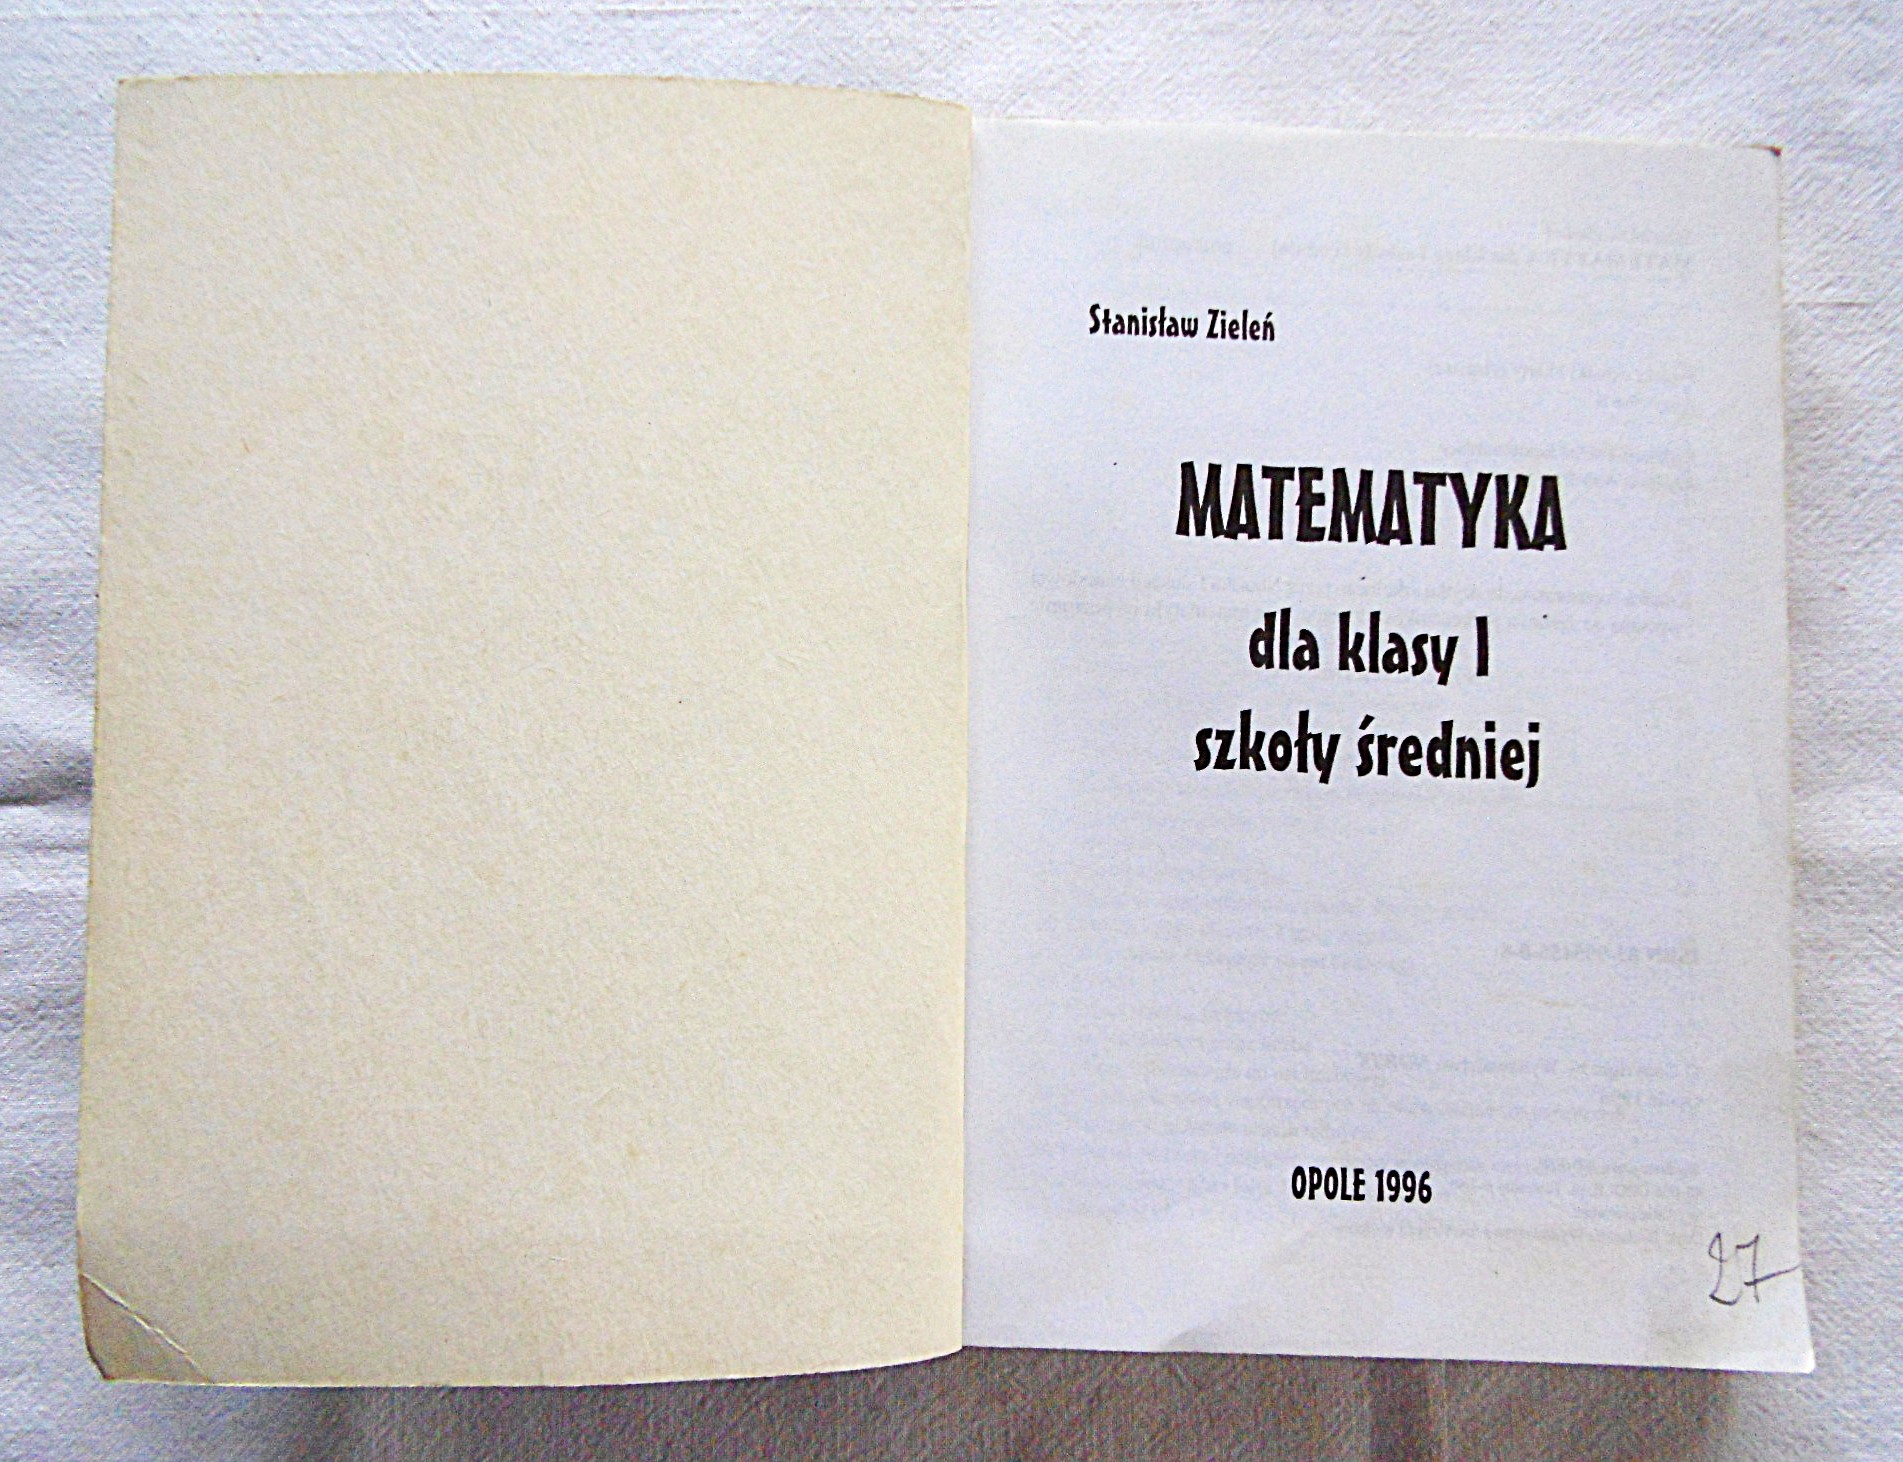 Stanisław Zieleń
MATEMATYKA
dla klasy I
szkoły średniej
OPOLE 1996
27